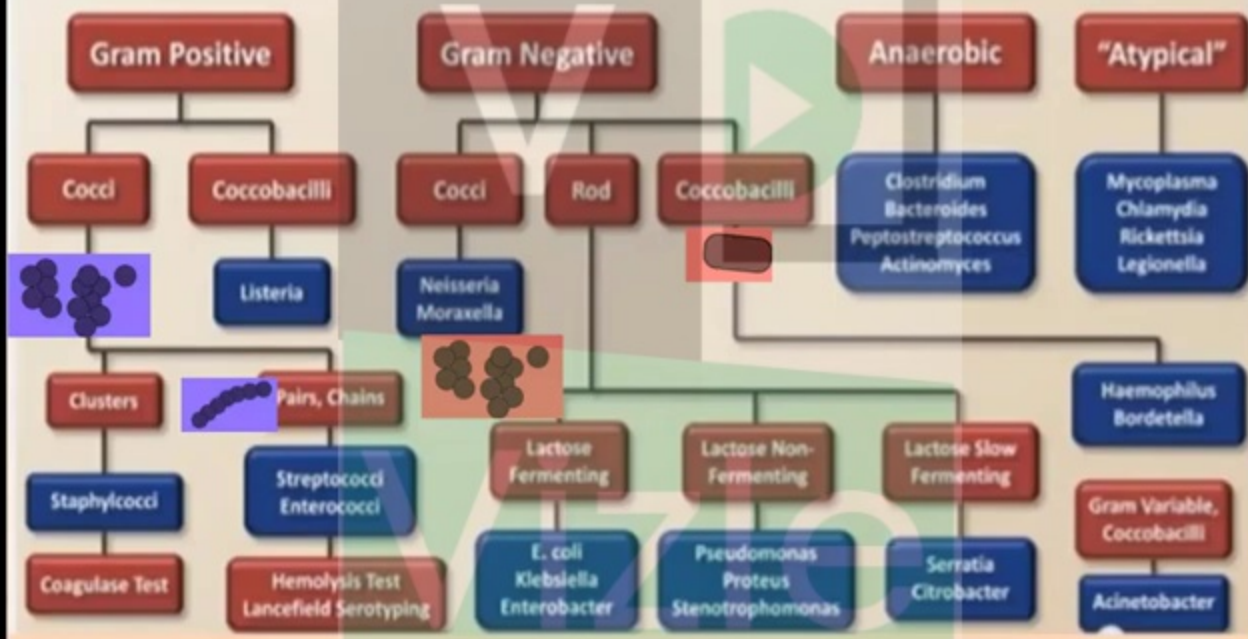 Gram Positive
Gram Negative
Anaerobic
“Atypical”
Cocci
Coccobacilli
Cocci
Rod
Coccobacilli
Clostridium
Bacteroides
Peptostreptococcus
Actinomyces
Mycoplasma
Chlamydia
Rickettsia
Legionella
Listeria
Neisseria
Moraxella
Clusters
Pairs, Chains
Haemophilus
Bordetella
Lactose
Fermenting
Lactose Non-
Fermenting
Lactose Slow
Fermenting
Staphylcocci
Streptococci
Enterococci
Gram Variable,
Coccobacilli
Coagulase Test
Hemolysis Test
Lancefield Serotyping
E. coli
Klebsiella
Enterobacter
Pseudomonas
Proteus
Stenotrophomonas
Serratia
Citrobacter
Acinetobacter
V
Vizle